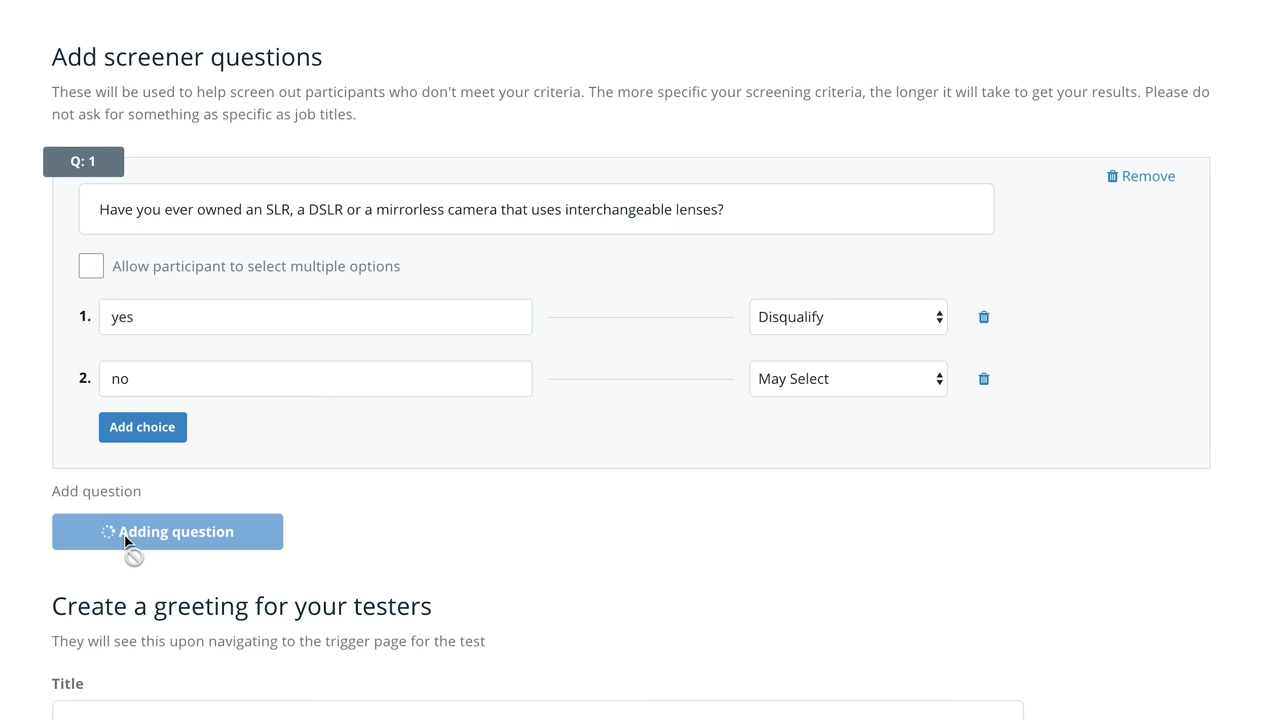 Add screener questions
These will be used to help screen out participants who don't meet your criteria. The more specific your screening criteria, the longer it will take to get your results. Please do
not ask for something as specific as job titles.
Q: 1
Remove
Have you ever owned an SLR, a DSLR or a mirrorless camera that uses interchangeable lenses?
Allow participant to select multiple options
1. yes Disqualify
2. no May Select
Add choice
Add question
Adding question
Create a greeting for your testers
They will see this upon navigating to the trigger page for the test
Title